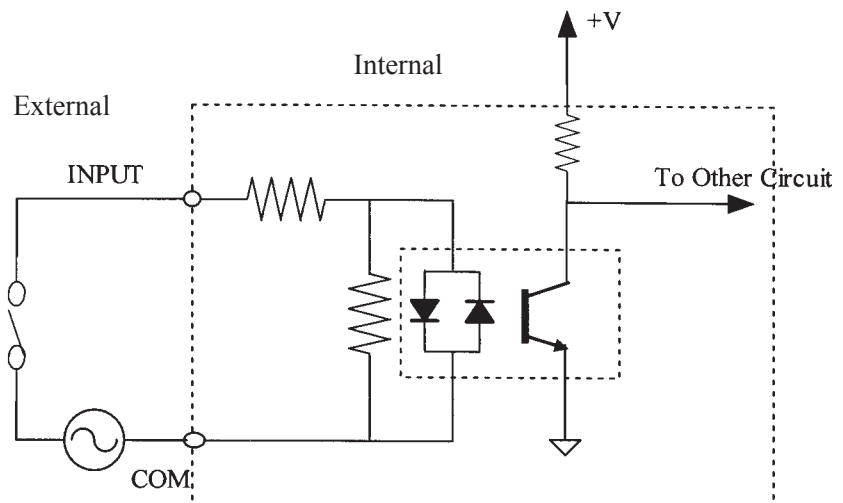 +V
Internal
External
INPUT
To Other Circuit
COM